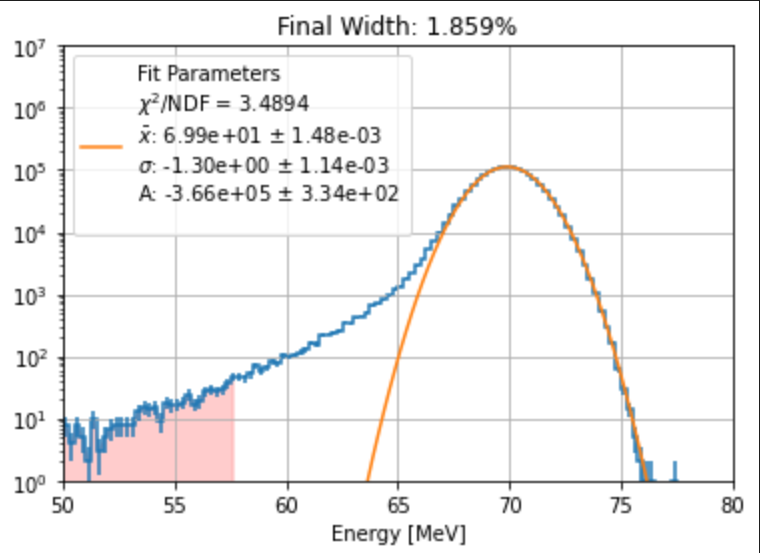 Final Width: 1.859%
10⁷
10⁶
10⁵
10⁴
10³
10²
10¹
10⁰
Fit Parameters
χ²/NDF = 3.4894
x̄: 6.99e+01 ± 1.48e-03
σ: -1.30e+00 ± 1.14e-03
A: -3.66e+05 ± 3.34e+02
50 55 60 65 70 75 80
Energy [MeV]